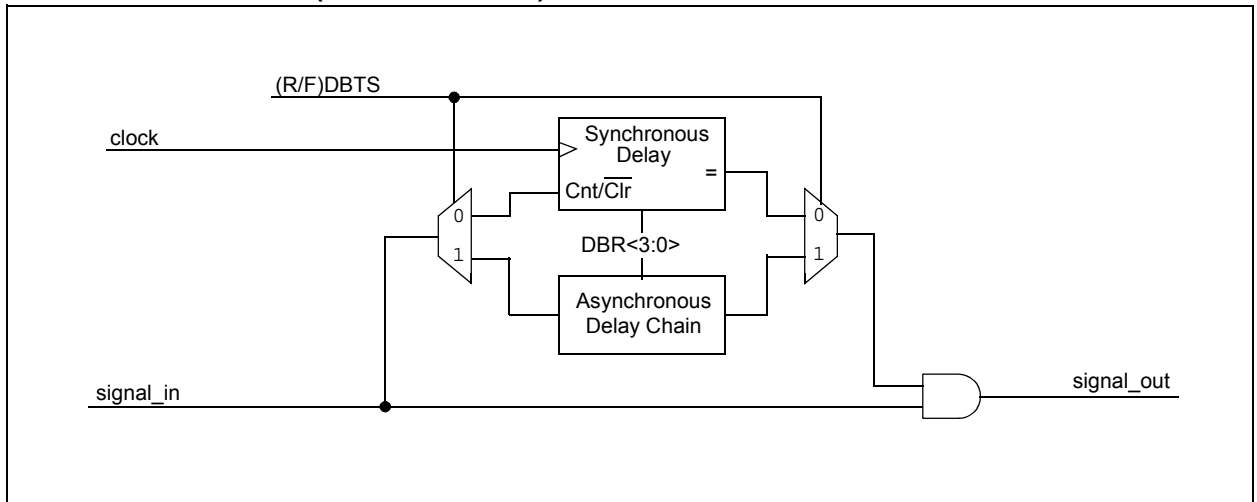 (R/F)DBTS
clock
Synchronous
Delay
=
Cnt/Clr
0
0
DBR<3:0>
1
1
Asynchronous
Delay Chain
signal_in
signal_out